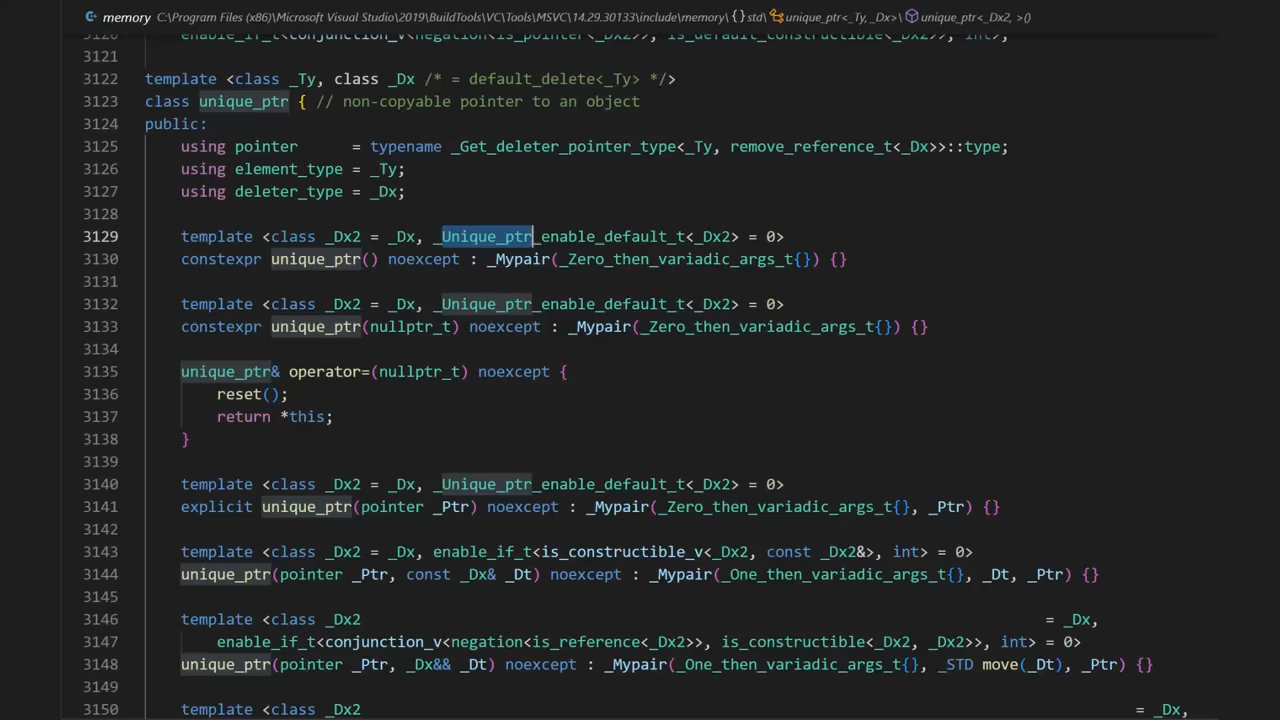 memory C:\Program Files (x86)\Microsoft Visual Studio\2019\BuildTools\VC\Tools\MSVC\14.29.30133\include\memory\{}std\unique_ptr<_Ty, _Dx>\unique_ptr<_Dx2, >()
3120 enable_if_t<conjunction_v<negation<is_pointer<_Dx2>>, is_default_constructible<_Dx2>>, int>;
3121
3122 template <class _Ty, class _Dx /* = default_delete<_Ty> */>
3123 class unique_ptr { // non-copyable pointer to an object
3124 public:
3125 using pointer = typename _Get_deleter_pointer_type<_Ty, remove_reference_t<_Dx>>::type;
3126 using element_type = _Ty;
3127 using deleter_type = _Dx;
3128
3129 template <class _Dx2 = _Dx, _Unique_ptr_enable_default_t<_Dx2> = 0>
3130 constexpr unique_ptr() noexcept : _Mypair(_Zero_then_variadic_args_t{}) {}
3131
3132 template <class _Dx2 = _Dx, _Unique_ptr_enable_default_t<_Dx2> = 0>
3133 constexpr unique_ptr(nullptr_t) noexcept : _Mypair(_Zero_then_variadic_args_t{}) {}
3134
3135 unique_ptr& operator=(nullptr_t) noexcept {
3136 reset();
3137 return *this;
3138 }
3139
3140 template <class _Dx2 = _Dx, _Unique_ptr_enable_default_t<_Dx2> = 0>
3141 explicit unique_ptr(pointer _Ptr) noexcept : _Mypair(_Zero_then_variadic_args_t{}, _Ptr) {}
3142
3143 template <class _Dx2 = _Dx, enable_if_t<is_constructible_v<_Dx2, const _Dx2&>, int> = 0>
3144 unique_ptr(pointer _Ptr, const _Dx& _Dt) noexcept : _Mypair(_One_then_variadic_args_t{}, _Dt, _Ptr) {}
3145
3146 template <class _Dx2 = _Dx,
3147 enable_if_t<conjunction_v<negation<is_reference<_Dx2>>, is_constructible<_Dx2, _Dx2>>, int> = 0>
3148 unique_ptr(pointer _Ptr, _Dx&& _Dt) noexcept : _Mypair(_One_then_variadic_args_t{}, _STD move(_Dt), _Ptr) {}
3149
3150 template <class _Dx2 = _Dx,